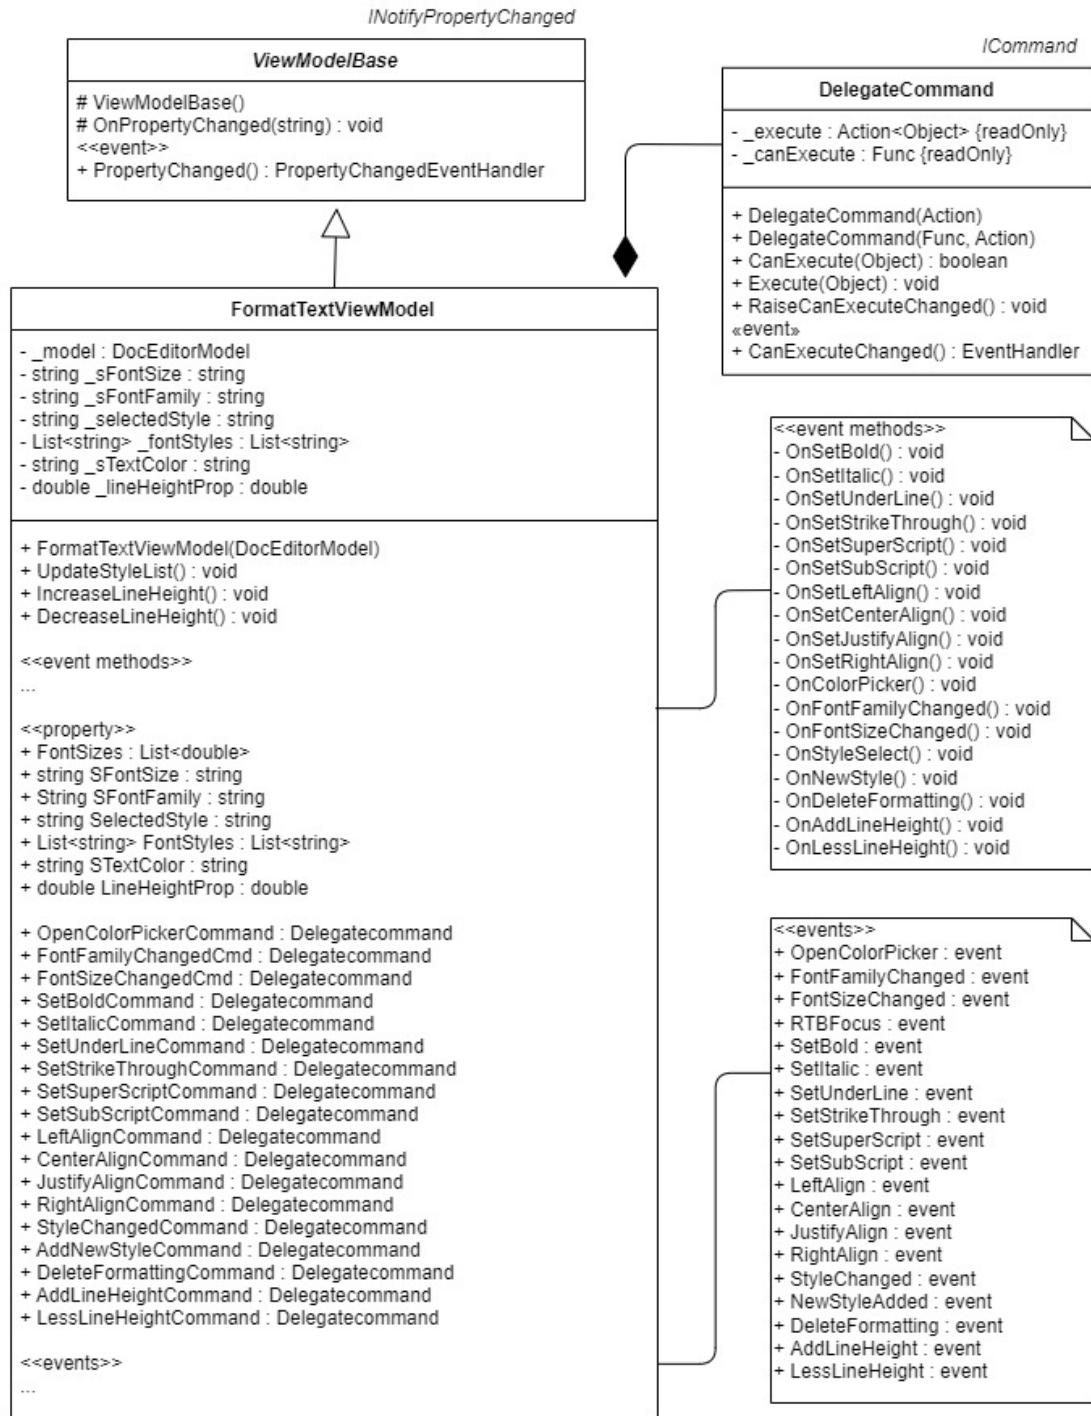 INotifyPropertyChanged
ViewModelBase
# ViewModelBase()
# OnPropertyChanged(string) : void
<<event>>
+ PropertyChanged() : PropertyChangedEventHandler
ICommand
DelegateCommand
- _execute : Action<Object> {readOnly}
- _canExecute : Func {readOnly}
+ DelegateCommand(Action)
+ DelegateCommand(Func, Action)
+ CanExecute(Object) : boolean
+ Execute(Object) : void
+ RaiseCanExecuteChanged() : void
«event»
+ CanExecuteChanged() : EventHandler
FormatTextViewModel
- _model : DocEditorModel
- string _sFontSize : string
- string _sFontFamily : string
- string _selectedStyle : string
- List<string> _fontStyles : List<string>
- string _sTextColor : string
- double _lineHeightProp : double
+ FormatTextViewModel(DocEditorModel)
+ UpdateStyleList() : void
+ IncreaseLineHeight() : void
+ DecreaseLineHeight() : void
<<event methods>>
...
<<property>>
+ FontSizes : List<double>
+ string SFontSize : string
+ String SFontFamily : string
+ string SelectedStyle : string
+ List<string> FontStyles : List<string>
+ string STextColor : string
+ double LineHeightProp : double
+ OpenColorPickerCommand : Delegatecommand
+ FontFamilyChangedCmd : Delegatecommand
+ FontSizeChangedCmd : Delegatecommand
+ SetBoldCommand : Delegatecommand
+ SetItalicCommand : Delegatecommand
+ SetUnderLineCommand : Delegatecommand
+ SetStrikeThroughCommand : Delegatecommand
+ SetSuperScriptCommand : Delegatecommand
+ SetSubScriptCommand : Delegatecommand
+ LeftAlignCommand : Delegatecommand
+ CenterAlignCommand : Delegatecommand
+ JustifyAlignCommand : Delegatecommand
+ RightAlignCommand : Delegatecommand
+ StyleChangedCommand : Delegatecommand
+ AddNewStyleCommand : Delegatecommand
+ DeleteFormattingCommand : Delegatecommand
+ AddLineHeightCommand : Delegatecommand
+ LessLineHeightCommand : Delegatecommand
<<events>>
...
<<event methods>>
- OnSetBold() : void
- OnSetItalic() : void
- OnSetUnderLine() : void
- OnSetStrikeThrough() : void
- OnSetSuperScript() : void
- OnSetSubScript() : void
- OnSetLeftAlign() : void
- OnSetCenterAlign() : void
- OnSetJustifyAlign() : void
- OnSetRightAlign() : void
- OnColorPicker() : void
- OnFontFamilyChanged() : void
- OnFontSizeChanged() : void
- OnStyleSelect() : void
- OnNewStyle() : void
- OnDeleteFormatting() : void
- OnAddLineHeight() : void
- OnLessLineHeight() : void
<<events>>
+ OpenColorPicker : event
+ FontFamilyChanged : event
+ FontSizeChanged : event
+ RTBFocus : event
+ SetBold : event
+ SetItalic : event
+ SetUnderLine : event
+ SetStrikeThrough : event
+ SetSuperScript : event
+ SetSubScript : event
+ LeftAlign : event
+ CenterAlign : event
+ JustifyAlign : event
+ RightAlign : event
+ StyleChanged : event
+ NewStyleAdded : event
+ DeleteFormatting : event
+ AddLineHeight : event
+ LessLineHeight : event